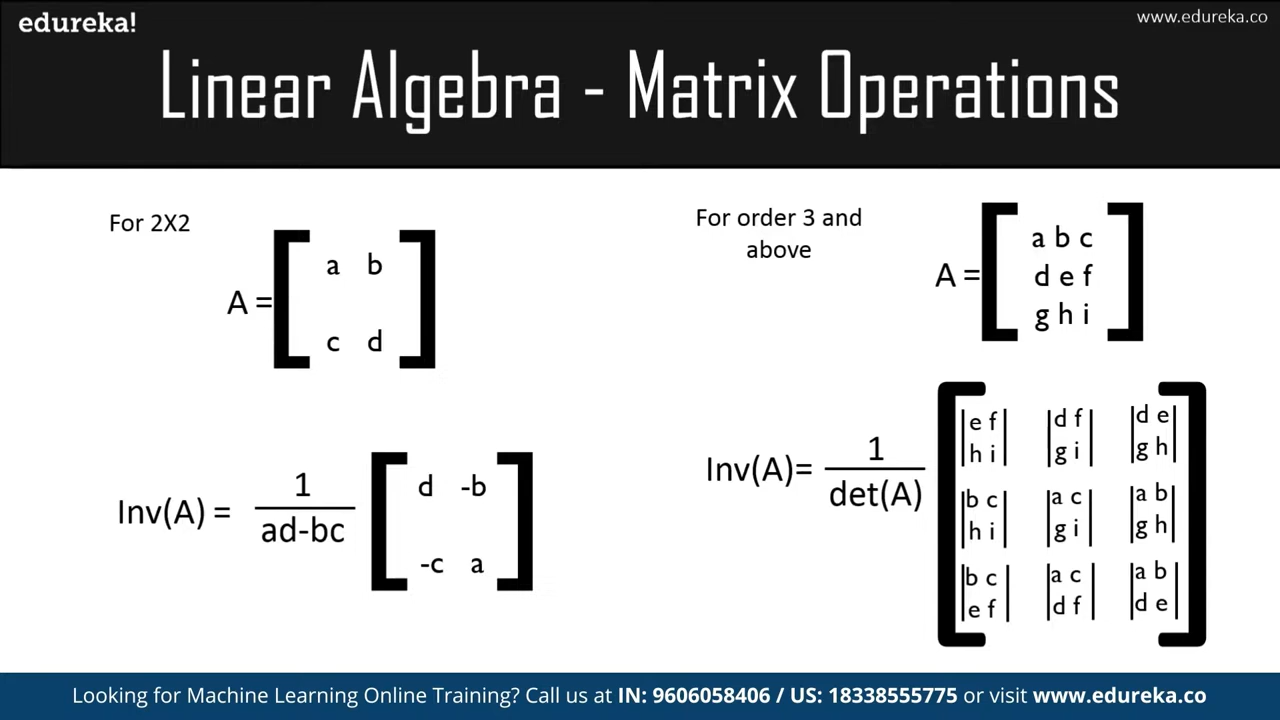 edureka!
www.edureka.co
Linear Algebra - Matrix Operations
For 2X2
A =
a b
c d
Inv(A) =
1
ad-bc
d -b
-c a
For order 3 and
above
A =
a b c
d e f
g h i
Inv(A)=
1
det(A)
|e f| |d f| |d e|
|h i| |g i| |g h|
|b c| |a c| |a b|
|h i| |g i| |g h|
|b c| |a c| |a b|
|e f| |d f| |d e|
Looking for Machine Learning Online Training? Call us at IN: 9606058406 / US: 18338555775 or visit www.edureka.co